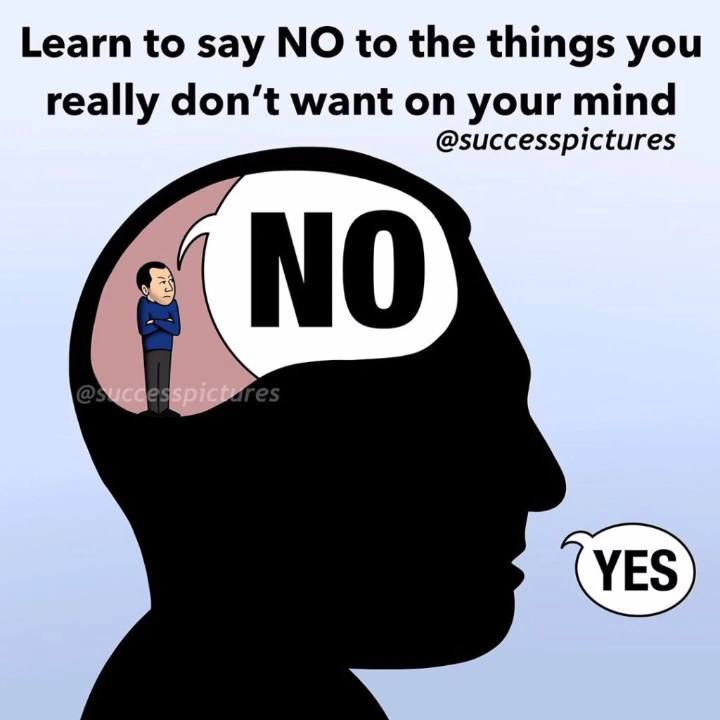 Learn to say NO to the things you
really don't want on your mind
@successpictures
NO
@successpictures
YES